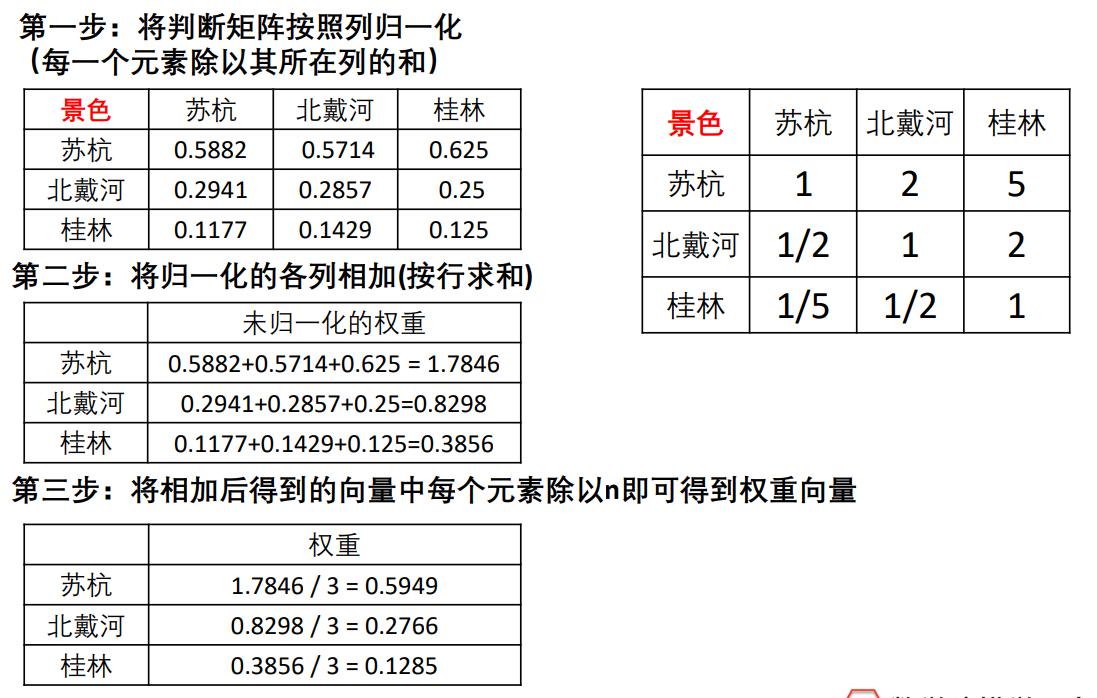 第一步：将判断矩阵按照列归一化
（每一个元素除以其所在列的和）
景色 苏杭 北戴河 桂林
苏杭 0.5882 0.5714 0.625
北戴河 0.2941 0.2857 0.25
桂林 0.1177 0.1429 0.125
景色 苏杭 北戴河 桂林
苏杭 1 2 5
北戴河 1/2 1 2
桂林 1/5 1/2 1
第二步：将归一化的各列相加(按行求和)
未归一化的权重
苏杭 0.5882+0.5714+0.625 = 1.7846
北戴河 0.2941+0.2857+0.25=0.8298
桂林 0.1177+0.1429+0.125=0.3856
第三步：将相加后得到的向量中每个元素除以n即可得到权重向量
权重
苏杭 1.7846 / 3 = 0.5949
北戴河 0.8298 / 3 = 0.2766
桂林 0.3856 / 3 = 0.1285